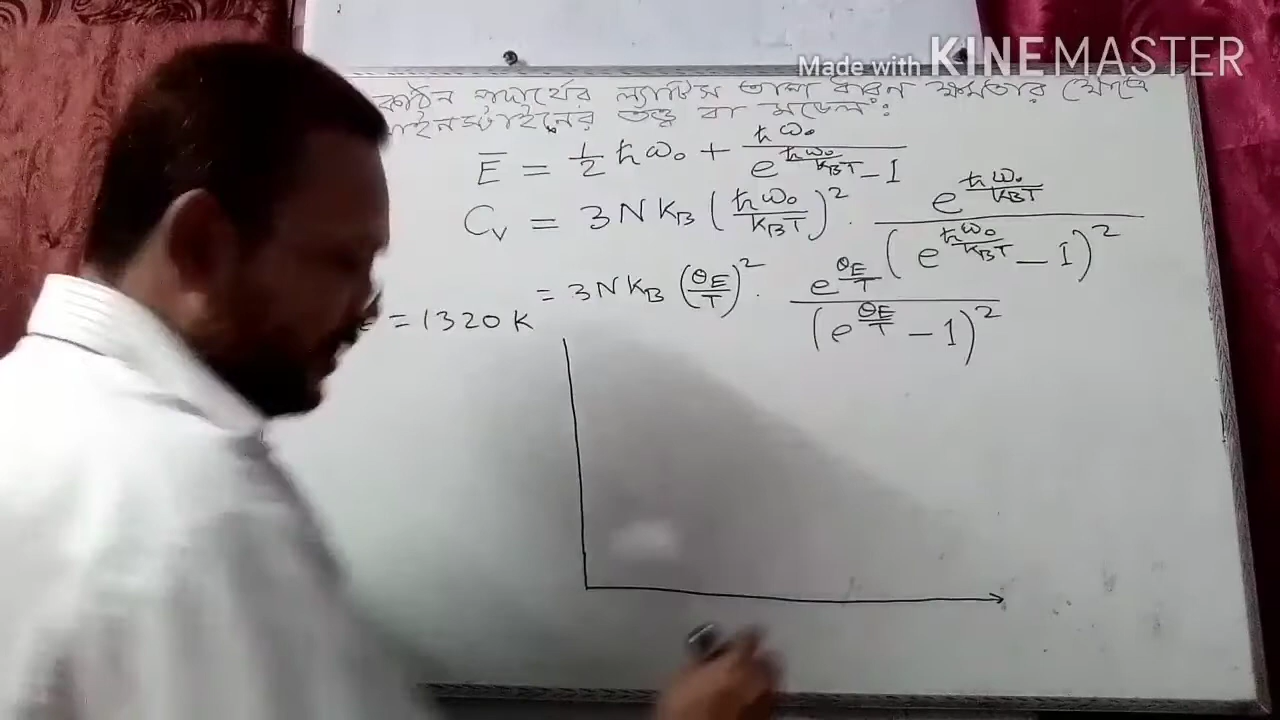 Made with KINEMASTER
কঠিন পদার্থের ল্যাটিস তাপ ধারণ ক্ষমতার ক্ষেত্রে
আইনস্টাইনের তত্ত্ব বা মডেল:
E̅ = 1/2 ℏω₀ + ℏω₀/(e^(ℏω₀/K_BT) - 1)
C_V = 3NK_B (ℏω₀/K_BT)² · e^(ℏω₀/K_BT)/(e^(ℏω₀/K_BT) - 1)²
= 3NK_B (θ_E/T)² · e^(θ_E/T)/(e^(θ_E/T) - 1)²
= 1320 K